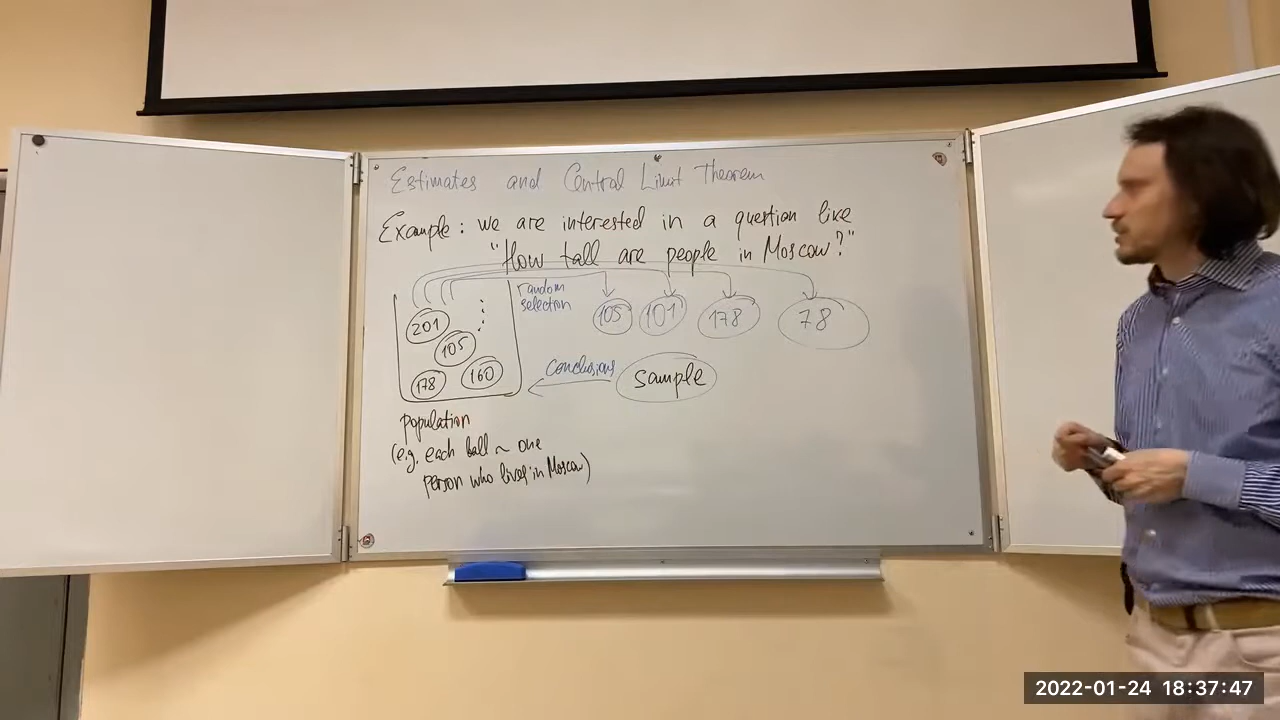 Estimates and Central Limit Theorem
Example: we are interested in a question like
"How tall are people in Moscow?"
random
selection
201
105
178
160
105
101
178
78
conclusions
sample
population
(e.g. each ball ~ one
person who lives in Moscow)
2022-01-24 18:37:47